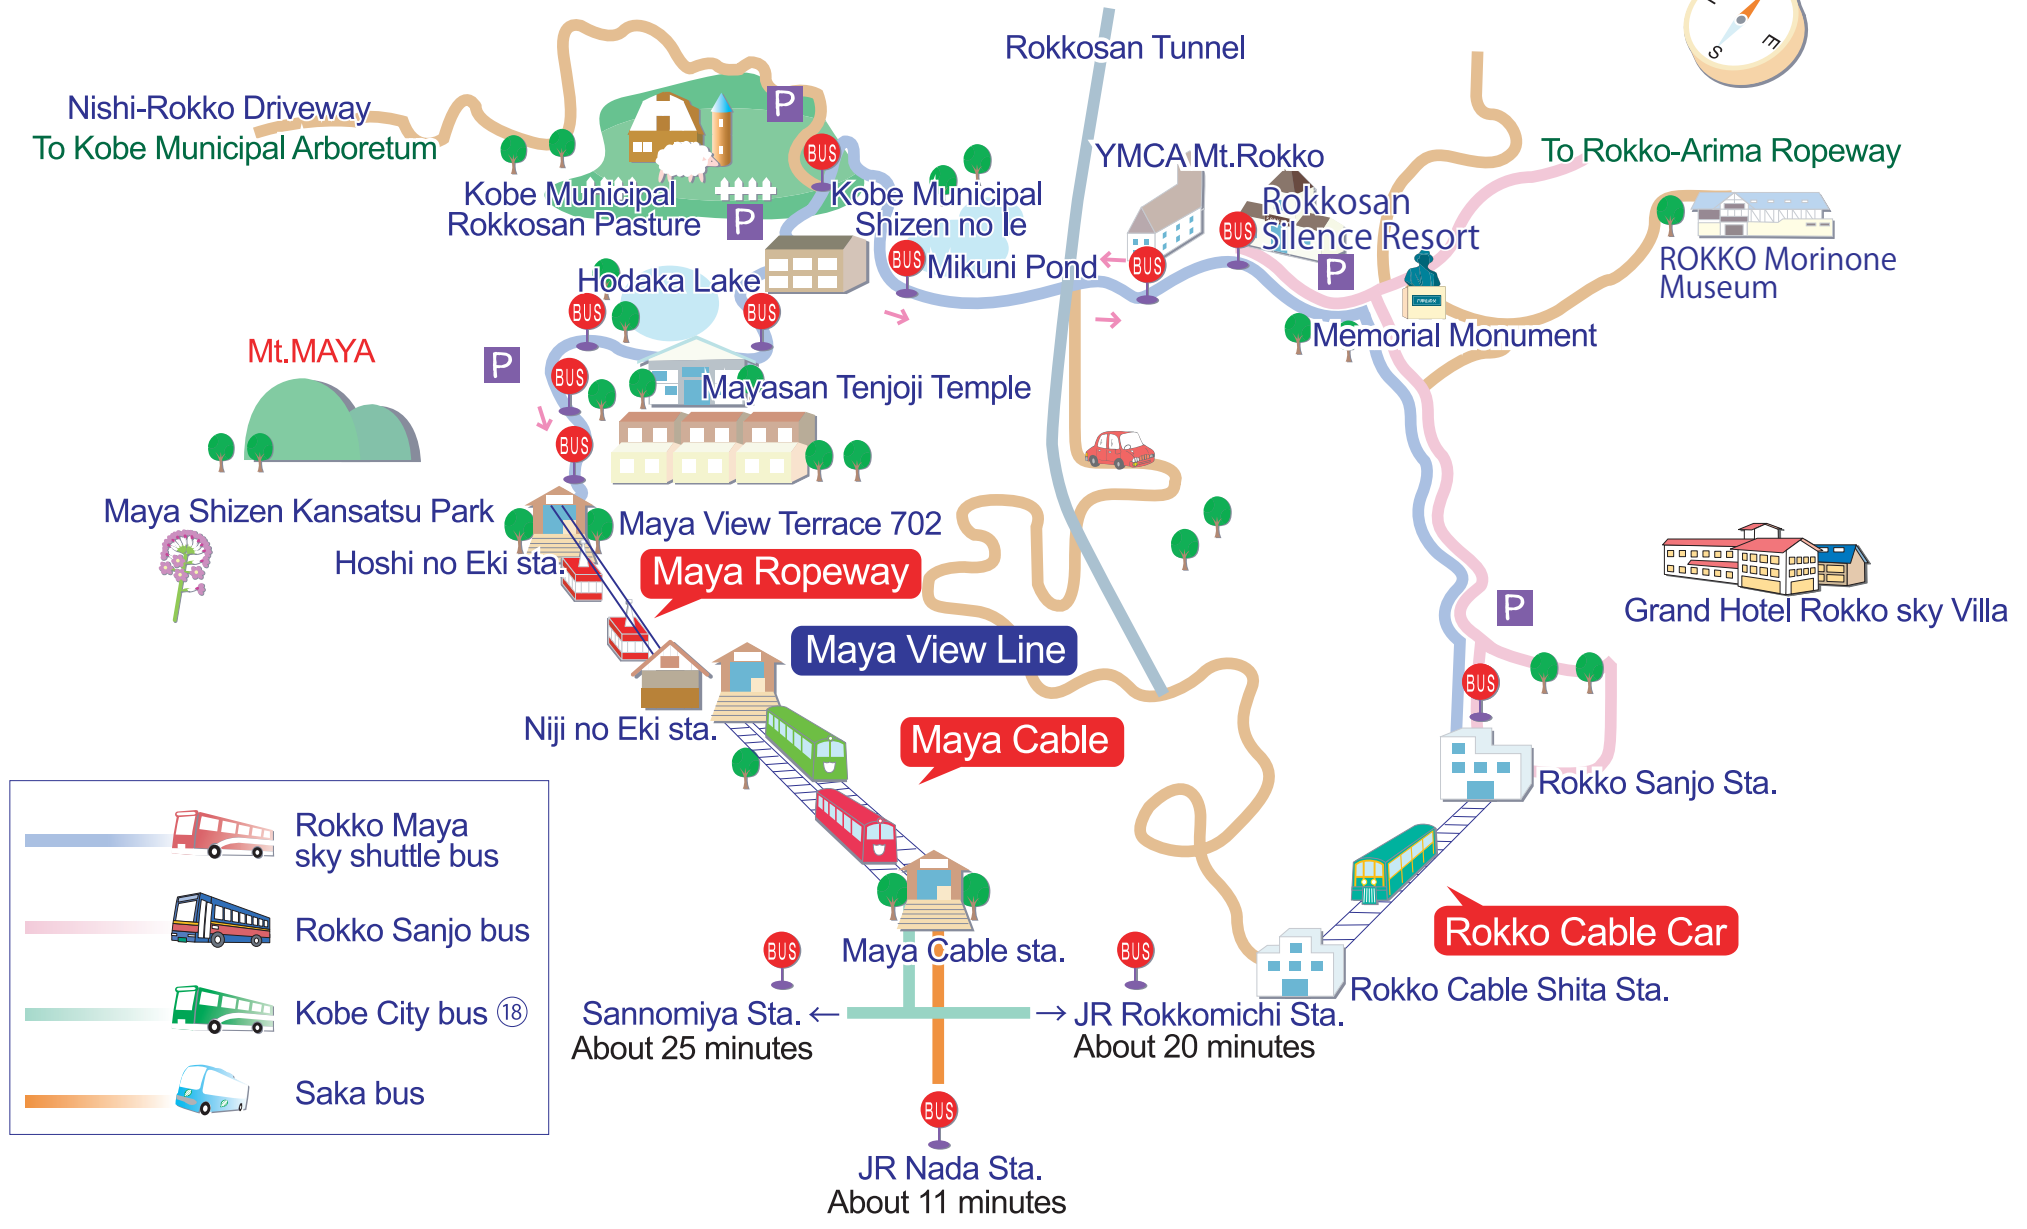 Rokkosan Tunnel
S
E
Nishi-Rokko Driveway
To Kobe Municipal Arboretum
P
BUS
YMCA Mt.Rokko
To Rokko-Arima Ropeway
Kobe Municipal
Rokkosan Pasture
P
Kobe Municipal
Shizen no Ie
Rokkosan
Silence Resort
BUS
BUS
Mikuni Pond
BUS
P
ROKKO Morinone
Museum
Hodaka Lake
BUS
BUS
Memorial Monument
Mt.MAYA
P
BUS
Mayasan Tenjoji Temple
BUS
Maya Shizen Kansatsu Park
Maya View Terrace 702
Hoshi no Eki sta.
Maya Ropeway
P
Grand Hotel Rokko sky Villa
Maya View Line
BUS
Niji no Eki sta.
Maya Cable
Rokko Sanjo Sta.
Rokko Maya
sky shuttle bus
Rokko Sanjo bus
Kobe City bus ⑱
Saka bus
Rokko Cable Car
BUS
Maya Cable sta.
BUS
Rokko Cable Shita Sta.
Sannomiya Sta. ←
About 25 minutes
→ JR Rokkomichi Sta.
About 20 minutes
BUS
JR Nada Sta.
About 11 minutes